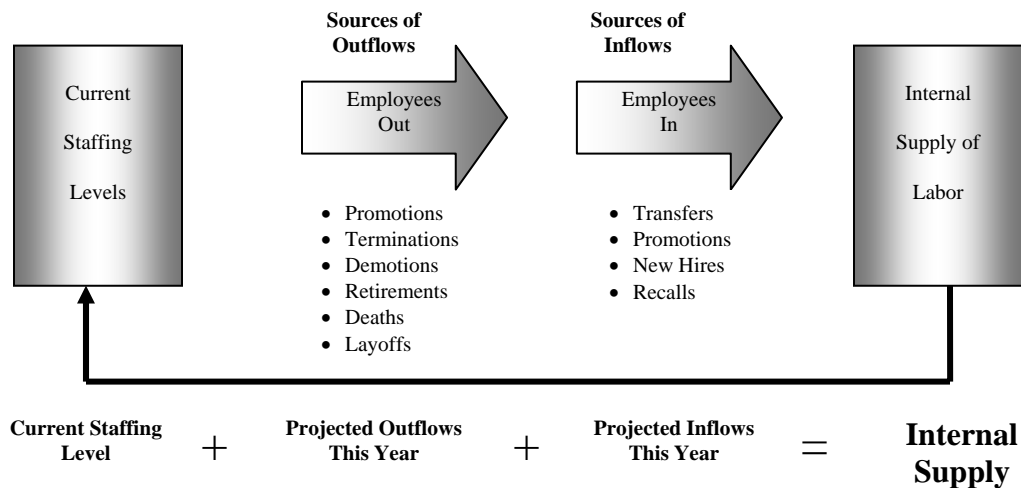 Sources of
Outflows
Sources of
Inflows
Current
Staffing
Levels
Employees
Out
Employees
In
Internal
Supply of
Labor
• Promotions
• Terminations
• Demotions
• Retirements
• Deaths
• Layoffs
• Transfers
• Promotions
• New Hires
• Recalls
Current Staffing
Level
+
Projected Outflows
This Year
+
Projected Inflows
This Year
=
Internal
Supply